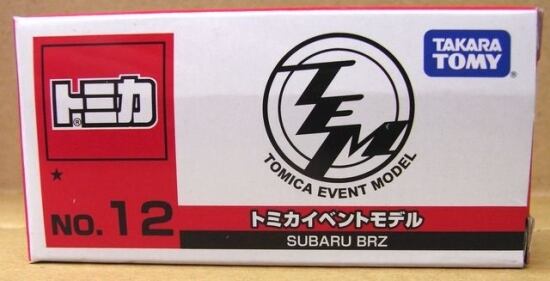 トミカ
®
★
NO. 12
TEM
TOMICA EVENT MODEL
TAKARA
TOMY
®
トミカイベントモデル
SUBARU BRZ